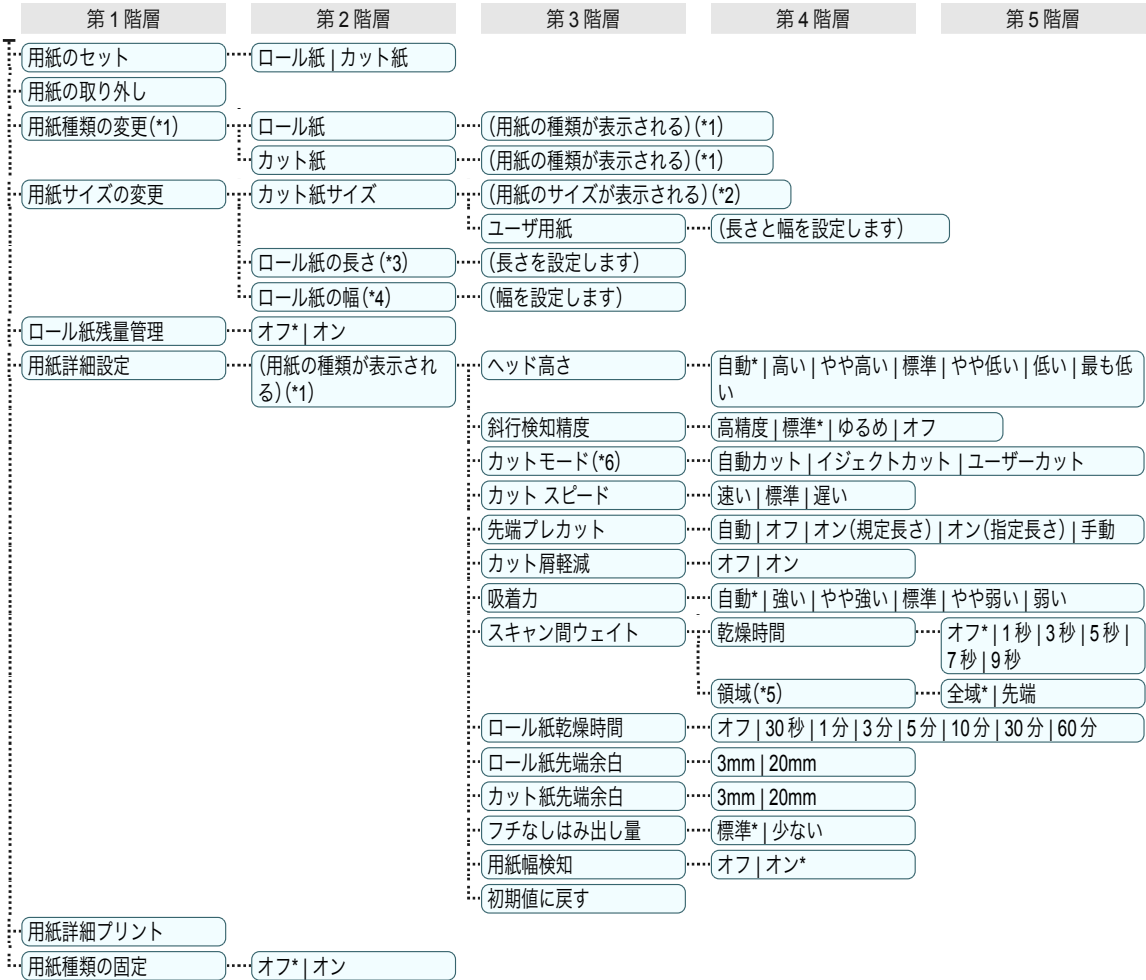 第1階層 第2階層 第3階層 第4階層 第5階層
用紙のセット ロール紙 | カット紙
用紙の取り外し
用紙種類の変更(*1) ロール紙 (用紙の種類が表示される)(*1)
カット紙 (用紙の種類が表示される)(*1)
用紙サイズの変更 カット紙サイズ (用紙のサイズが表示される)(*2)
ユーザ用紙 (長さと幅を設定します)
ロール紙の長さ(*3) (長さを設定します)
ロール紙の幅(*4) (幅を設定します)
ロール紙残量管理 オフ* | オン
用紙詳細設定 (用紙の種類が表示され ヘッド高さ 自動* | 高い | やや高い | 標準 | やや低い | 低い | 最も低
る)(*1) い
斜行検知精度 高精度 | 標準* | ゆるめ | オフ
カットモード(*6) 自動カット | イジェクトカット | ユーザーカット
カット スピード 速い | 標準 | 遅い
先端プレカット 自動 | オフ | オン(規定長さ) | オン(指定長さ) | 手動
カット屑軽減 オフ | オン
吸着力 自動* | 強い | やや強い | 標準 | やや弱い | 弱い
スキャン間ウェイト 乾燥時間 オフ* | 1秒 | 3秒 | 5秒 |
7秒 | 9秒
領域(*5) 全域* | 先端
ロール紙乾燥時間 オフ | 30秒 | 1分 | 3分 | 5分 | 10分 | 30分 | 60分
ロール紙先端余白 3mm | 20mm
カット紙先端余白 3mm | 20mm
フチなしはみ出し量 標準* | 少ない
用紙幅検知 オフ | オン*
初期値に戻す
用紙詳細プリント
用紙種類の固定 オフ* | オン